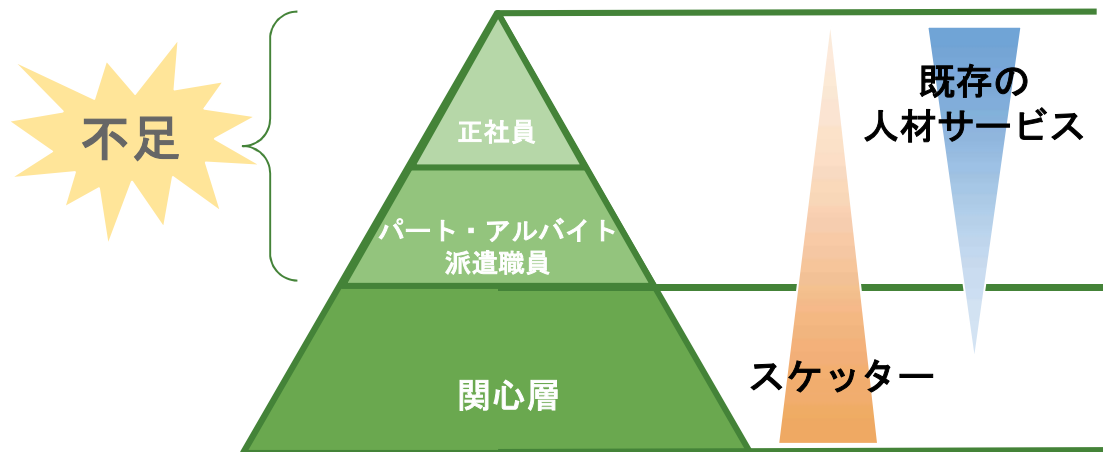 不足
正社員
パート・アルバイト
派遣職員
関心層
既存の
人材サービス
スケッター